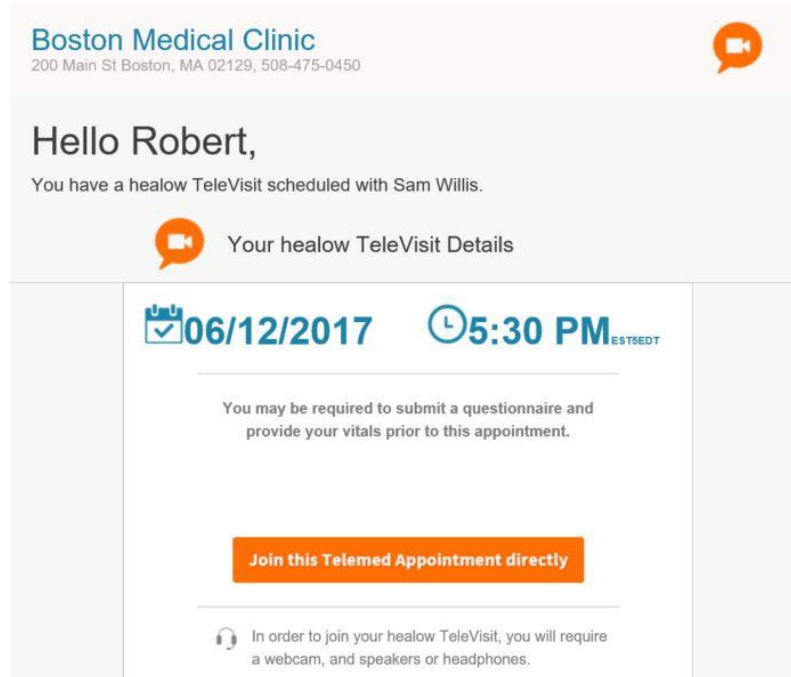 Boston Medical Clinic
200 Main St Boston, MA 02129, 508-475-0450
Hello Robert,
You have a healow TeleVisit scheduled with Sam Willis.
Your healow TeleVisit Details
06/12/2017 5:30 PM EST5EDT
You may be required to submit a questionnaire and
provide your vitals prior to this appointment.
Join this Telemed Appointment directly
In order to join your healow TeleVisit, you will require
a webcam, and speakers or headphones.